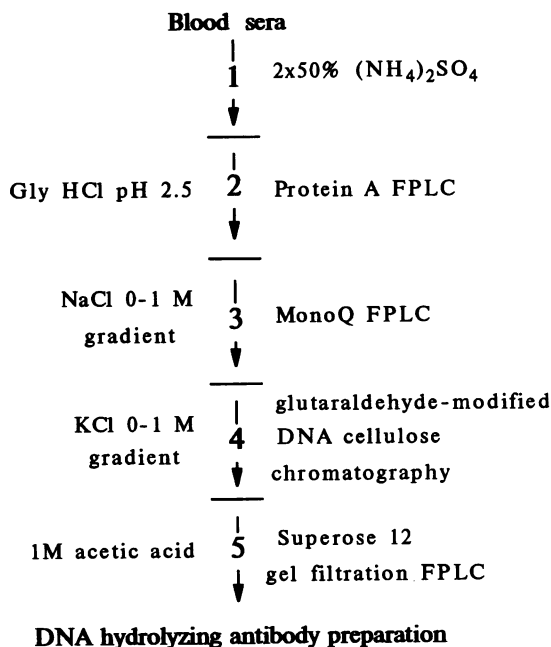 Blood sera
1 2x50% (NH4)2SO4
Gly HCl pH 2.5 2 Protein A FPLC
NaCl 0-1 M
gradient
3 MonoQ FPLC
KCl 0-1 M
gradient
4 glutaraldehyde-modified
DNA cellulose
chromatography
1M acetic acid 5 Superose 12
gel filtration FPLC
DNA hydrolyzing antibody preparation